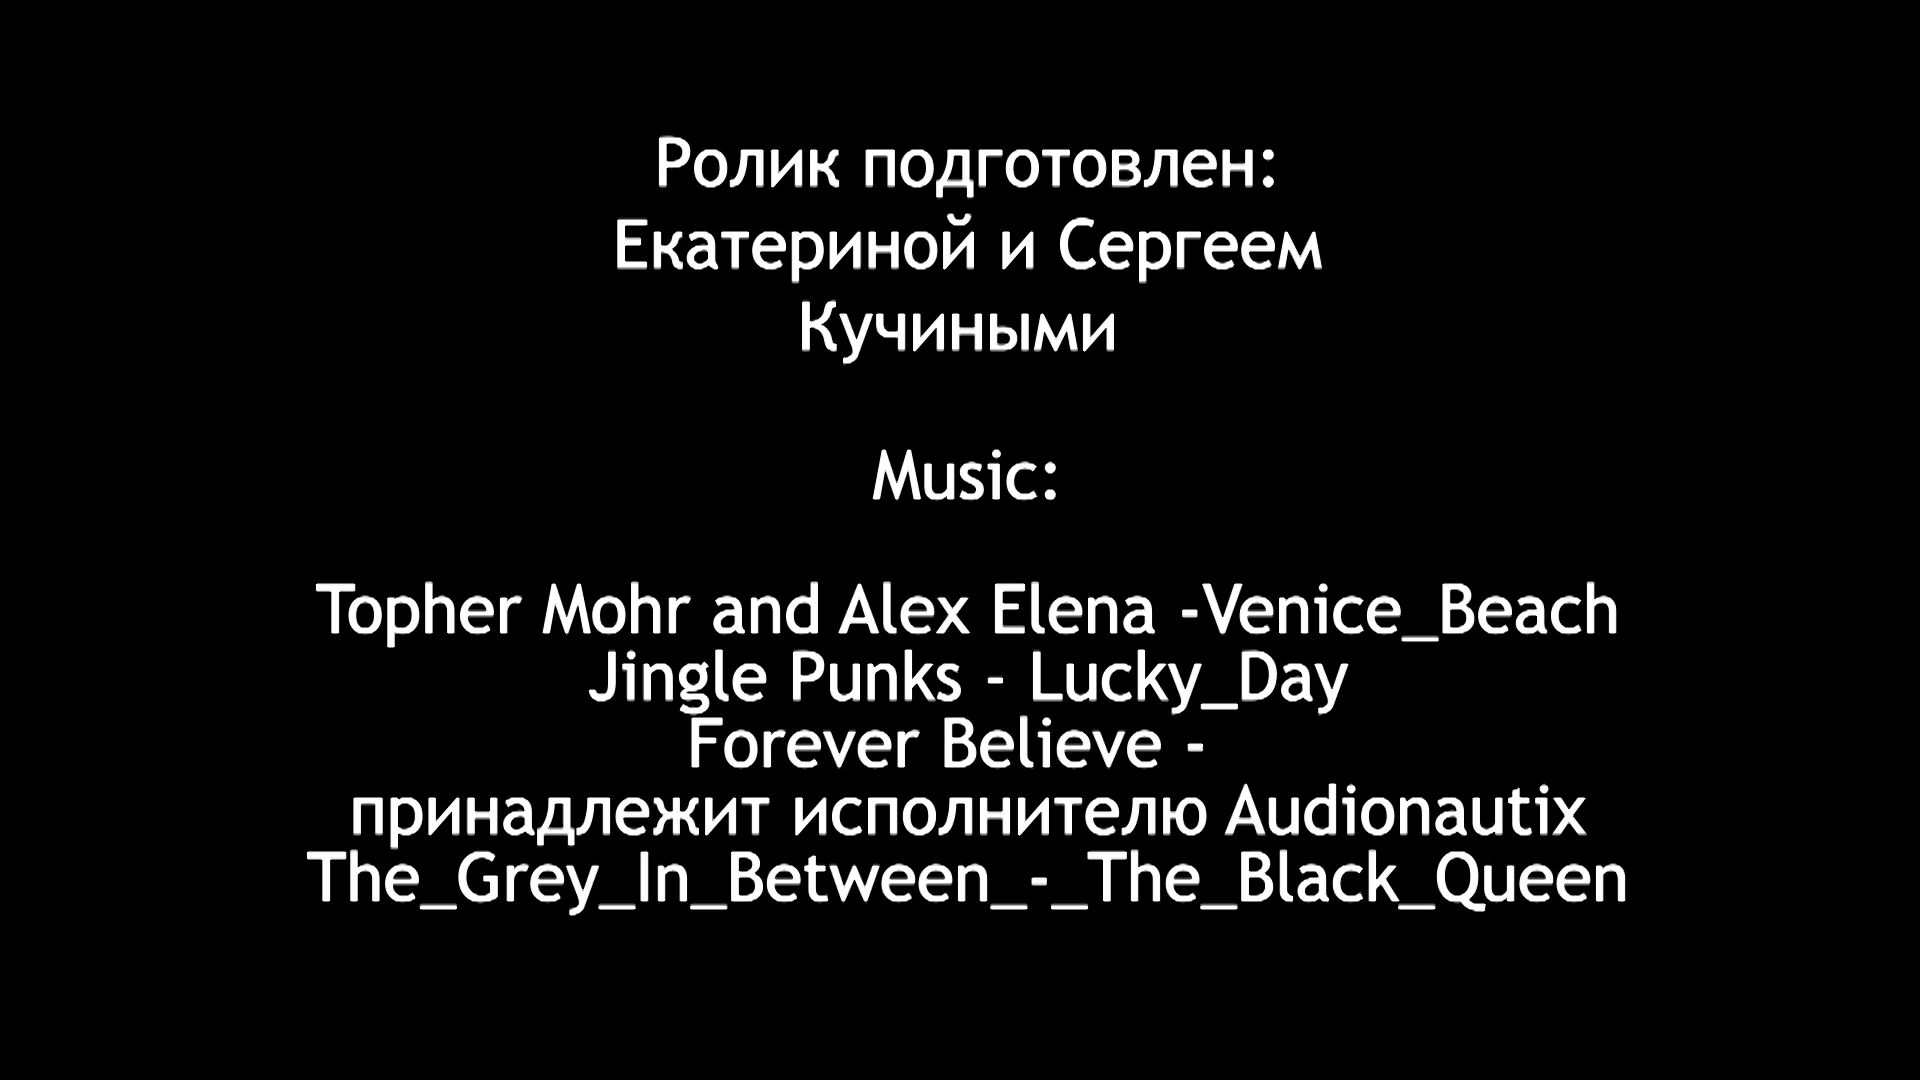 Ролик подготовлен:
Екатериной и Сергеем
Кучиными
Music:
Topher Mohr and Alex Elena -Venice_Beach
Jingle Punks - Lucky_Day
Forever Believe -
принадлежит исполнителю Audionautix
The_Grey_In_Between_-_The_Black_Queen